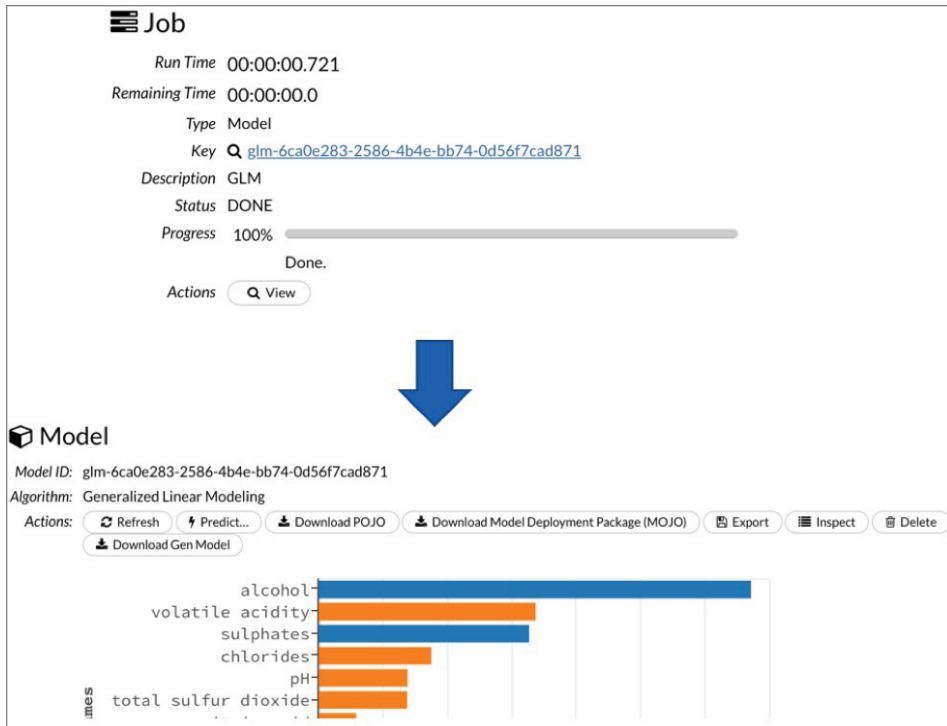 Job
Run Time 00:00:00.721
Remaining Time 00:00:00.0
Type Model
Key glm-6ca0e283-2586-4b4e-bb74-0d56f7cad871
Description GLM
Status DONE
Progress 100%
Done.
Actions View
Model
Model ID: glm-6ca0e283-2586-4b4e-bb74-0d56f7cad871
Algorithm: Generalized Linear Modeling
Actions: Refresh Predict... Download POJO Download Model Deployment Package (MOJO) Export Inspect Delete
Download Gen Model
alcohol
volatile acidity
sulphates
chlorides
pH
total sulfur dioxide